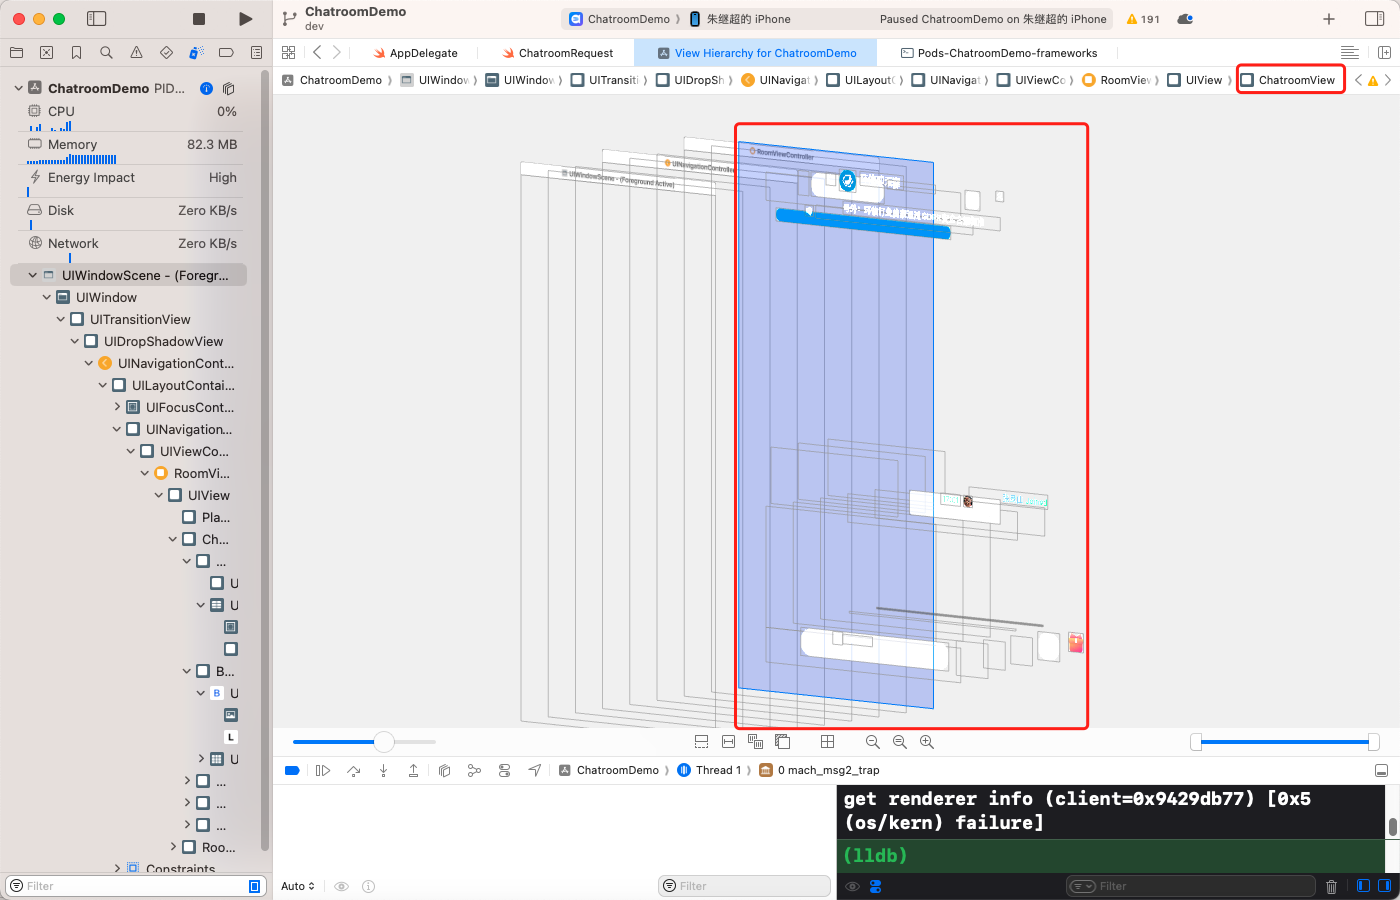 ChatroomDemo
dev
ChatroomDemo 〉 朱继超的 iPhone
Paused ChatroomDemo on 朱继超的 iPhone
191
AppDelegate
ChatroomRequest
View Hierarchy for ChatroomDemo
Pods-ChatroomDemo-frameworks
ChatroomDemo 〉 UIWindow 〉 UIWindow 〉 UITransiti 〉 UIDropSh 〉 UINavigat 〉 UILayout 〉 UINavigat 〉 UIViewCo 〉 RoomView 〉 UIView 〉 ChatroomView
ChatroomDemo PID...
CPU 0%
Memory 82.3 MB
Energy Impact High
Disk Zero KB/s
Network Zero KB/s
UIWindowScene - (Foregr...
UIWindow
UITransitionView
UIDropShadowView
UINavigationCont...
UILayoutContai...
UIFocusCont...
UINavigation...
UIViewCo...
RoomVi...
UIView
Pla...
Ch...
...
U
U
B...
B U
L
U
...
...
...
Roo...
Constraints
Filter
UIWindowScene - (Foreground Active)
UINavigationController
RoomViewController
ChatroomDemo 〉 Thread 1 〉 0 mach_msg2_trap
get renderer info (client=0x9429db77) [0x5
(os/kern) failure]
(lldb)
Auto
Filter
Filter